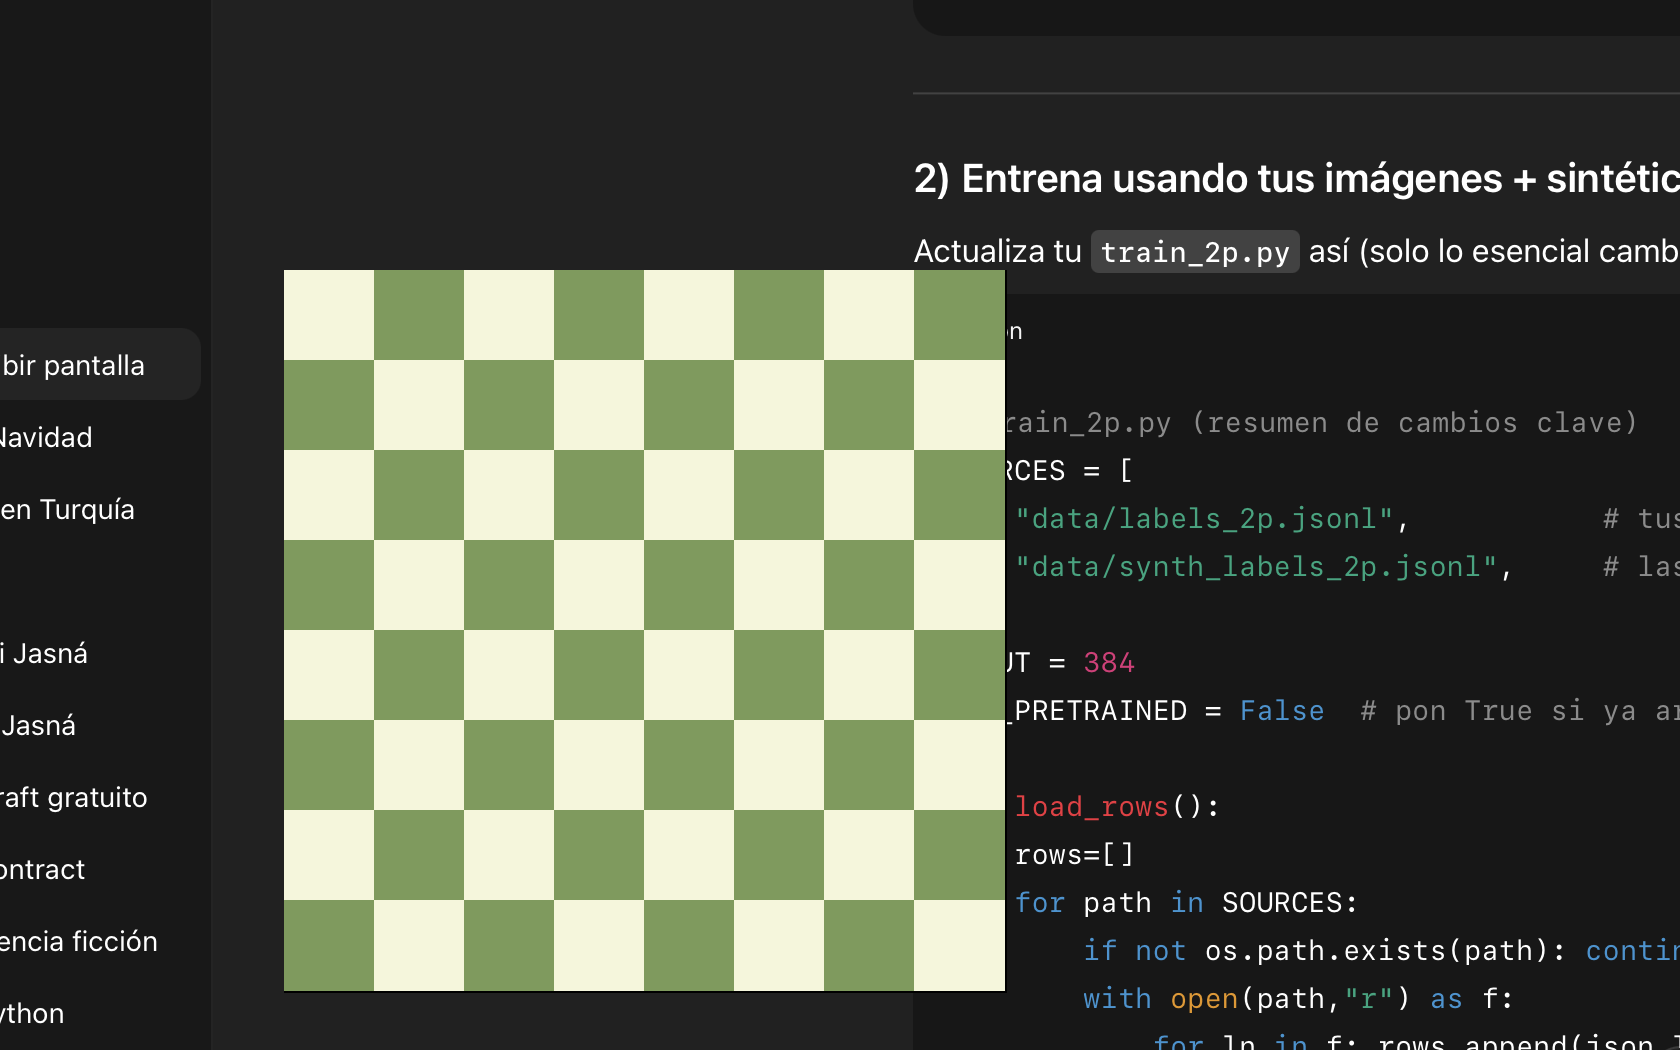 bir pantalla
Navidad
en Turquía
i Jasná
Jasná
raft gratuito
ontract
encia ficción
ython
2) Entrena usando tus imágenes + sintétic
Actualiza tu train_2p.py así (solo lo esencial camb
on
rain_2p.py (resumen de cambios clave)
RCES = [
"data/labels_2p.jsonl", # tus
"data/synth_labels_2p.jsonl", # las
UT = 384
_PRETRAINED = False # pon True si ya ar
load_rows():
rows=[]
for path in SOURCES:
if not os.path.exists(path): contin
with open(path,"r") as f:
for ln in f: rows.append(json.l